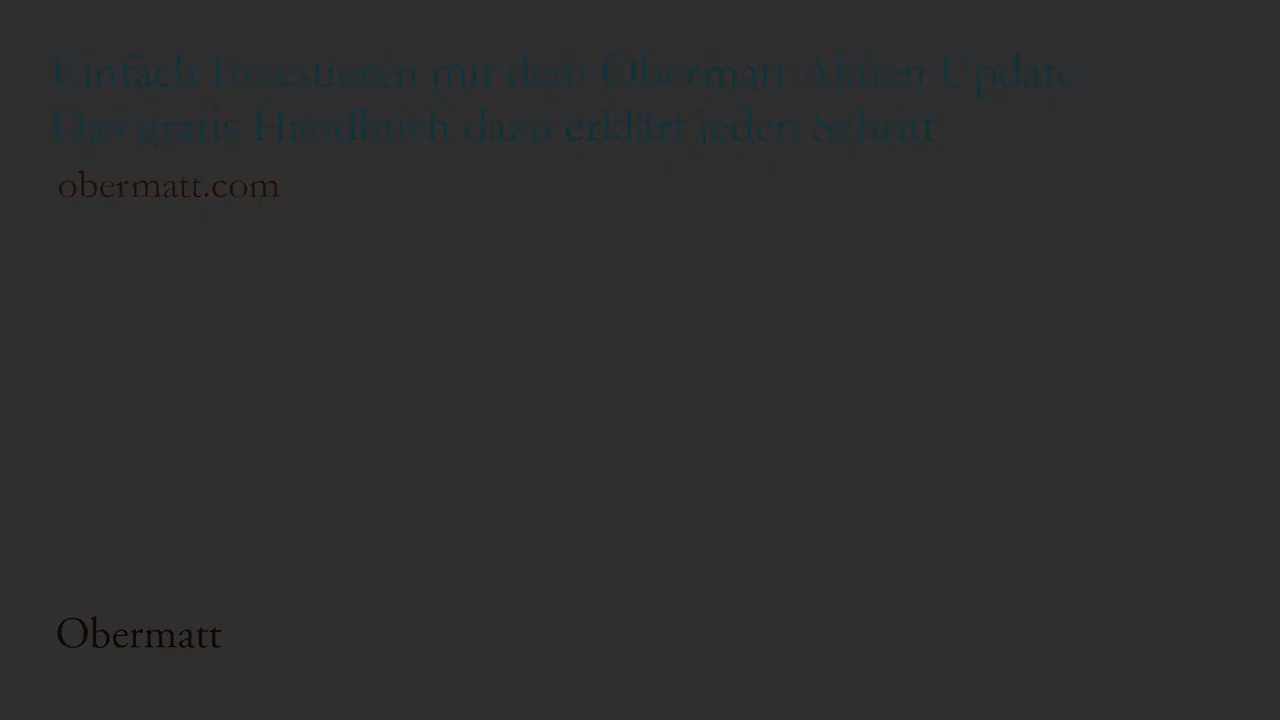 Einfach Investieren mit dem Obermatt Aktien Update.
Das gratis Handbuch dazu erklärt jeden Schritt
obermatt.com
Obermatt